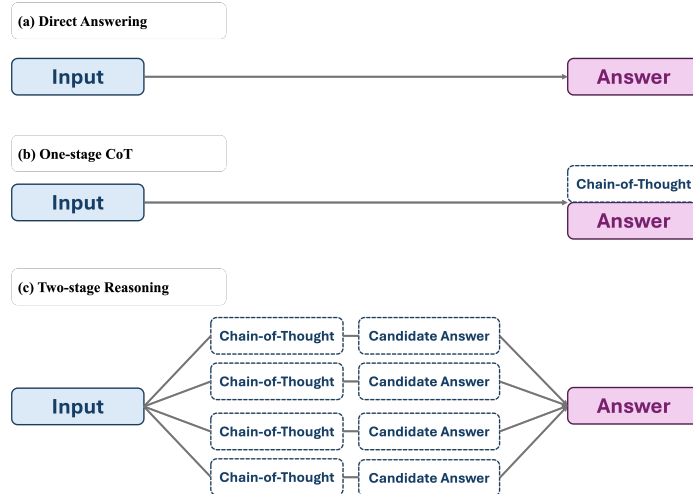 (a) Direct Answering
Input
Answer
(b) One-stage CoT
Input
Chain-of-Thought
Answer
(c) Two-stage Reasoning
Chain-of-Thought
Candidate Answer
Chain-of-Thought
Candidate Answer
Input
Answer
Chain-of-Thought
Candidate Answer
Chain-of-Thought
Candidate Answer